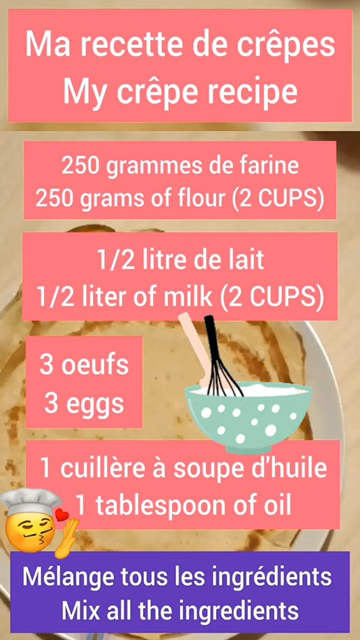 Ma recette de crêpes
My crêpe recipe
250 grammes de farine
250 grams of flour (2 CUPS)
1/2 litre de lait
1/2 liter of milk (2 CUPS)
3 oeufs
3 eggs
1 cuillère à soupe d'huile
1 tablespoon of oil
Mélange tous les ingrédients
Mix all the ingredients